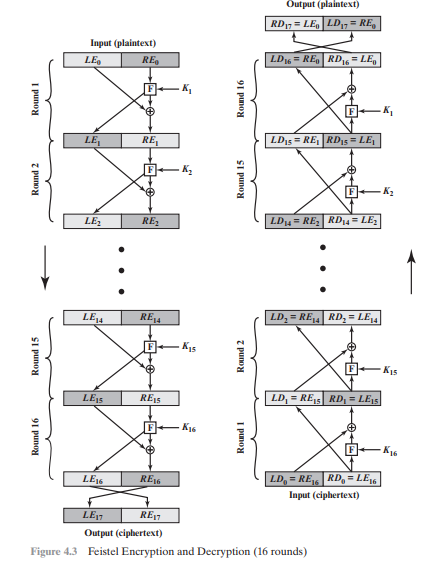 Input (plaintext)
LE₀ RE₀
Round 1
F K₁
LE₁ RE₁
Round 2
F K₂
LE₂ RE₂
LE₁₄ RE₁₄
Round 15
F K₁₅
LE₁₅ RE₁₅
Round 16
F K₁₆
LE₁₆ RE₁₆
LE₁₇ RE₁₇
Output (ciphertext)
Output (plaintext)
RD₁₇ = LE₀ LD₁₇ = RE₀
LD₁₆ = RE₀ RD₁₆ = LE₀
Round 16
F K₁
LD₁₅ = RE₁ RD₁₅ = LE₁
Round 15
F K₂
LD₁₄ = RE₂ RD₁₄ = LE₂
LD₂ = RE₁₄ RD₂ = LE₁₄
Round 2
F K₁₅
LD₁ = RE₁₅ RD₁ = LE₁₅
Round 1
F K₁₆
LD₀ = RE₁₆ RD₀ = LE₁₆
Input (ciphertext)
Figure 4.3 Feistel Encryption and Decryption (16 rounds)